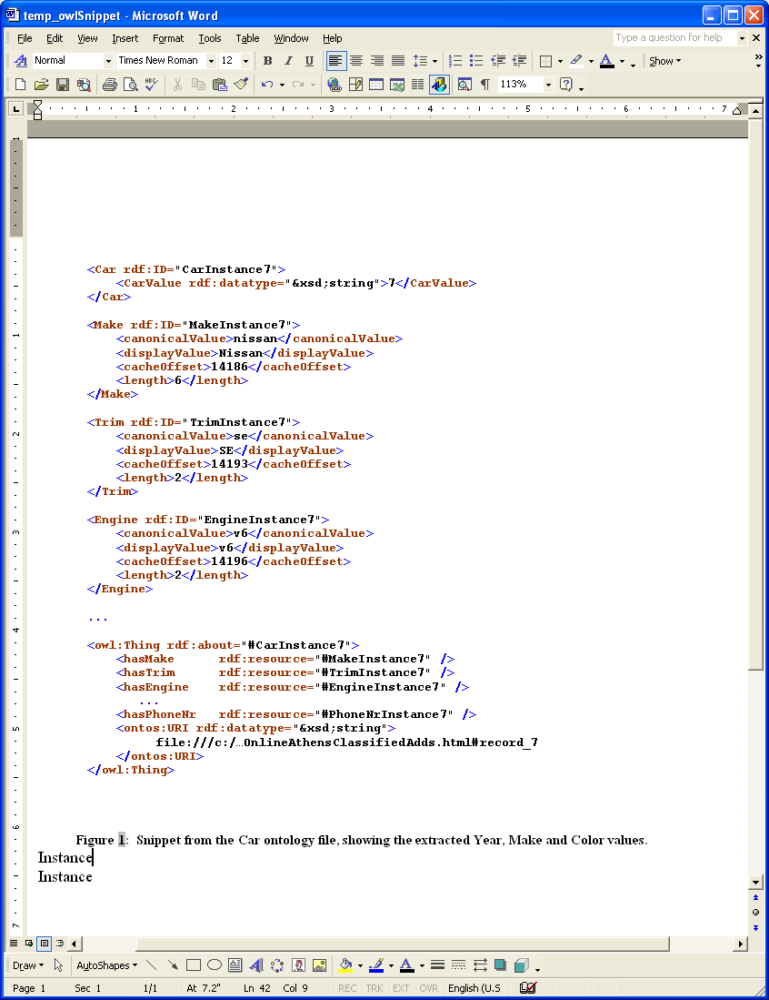 temp_owlSnippet - Microsoft Word
File Edit View Insert Format Tools Table Window Help
Type a question for help
Normal Times New Roman 12 B I U Show
113%
1 2 3 4 5 6 7
<Car rdf:ID="CarInstance7">
<CarValue rdf:datatype="&xsd;string">7</CarValue>
</Car>
<Make rdf:ID="MakeInstance7">
<canonicalValue>nissan</canonicalValue>
<displayValue>Nissan</displayValue>
<cacheOffset>14186</cacheOffset>
<length>6</length>
</Make>
<Trim rdf:ID="TrimInstance7">
<canonicalValue>se</canonicalValue>
<displayValue>SE</displayValue>
<cacheOffset>14193</cacheOffset>
<length>2</length>
</Trim>
<Engine rdf:ID="EngineInstance7">
<canonicalValue>v6</canonicalValue>
<displayValue>v6</displayValue>
<cacheOffset>14196</cacheOffset>
<length>2</length>
</Engine>
...
<owl:Thing rdf:about="#CarInstance7">
<hasMake rdf:resource="#MakeInstance7" />
<hasTrim rdf:resource="#TrimInstance7" />
<hasEngine rdf:resource="#EngineInstance7" />
...
<hasPhoneNr rdf:resource="#PhoneNrInstance7" />
<ontos:URI rdf:datatype="&xsd;string">
file:///c:/…OnlineAthensClassifiedAdds.html#record_7
</ontos:URI>
</owl:Thing>
Figure 1: Snippet from the Car ontology file, showing the extracted Year, Make and Color values.
Instance
Instance
Draw AutoShapes
Page 1 Sec 1 1/1 At 7.2" Ln 42 Col 9 REC TRK EXT OVR English (U.S